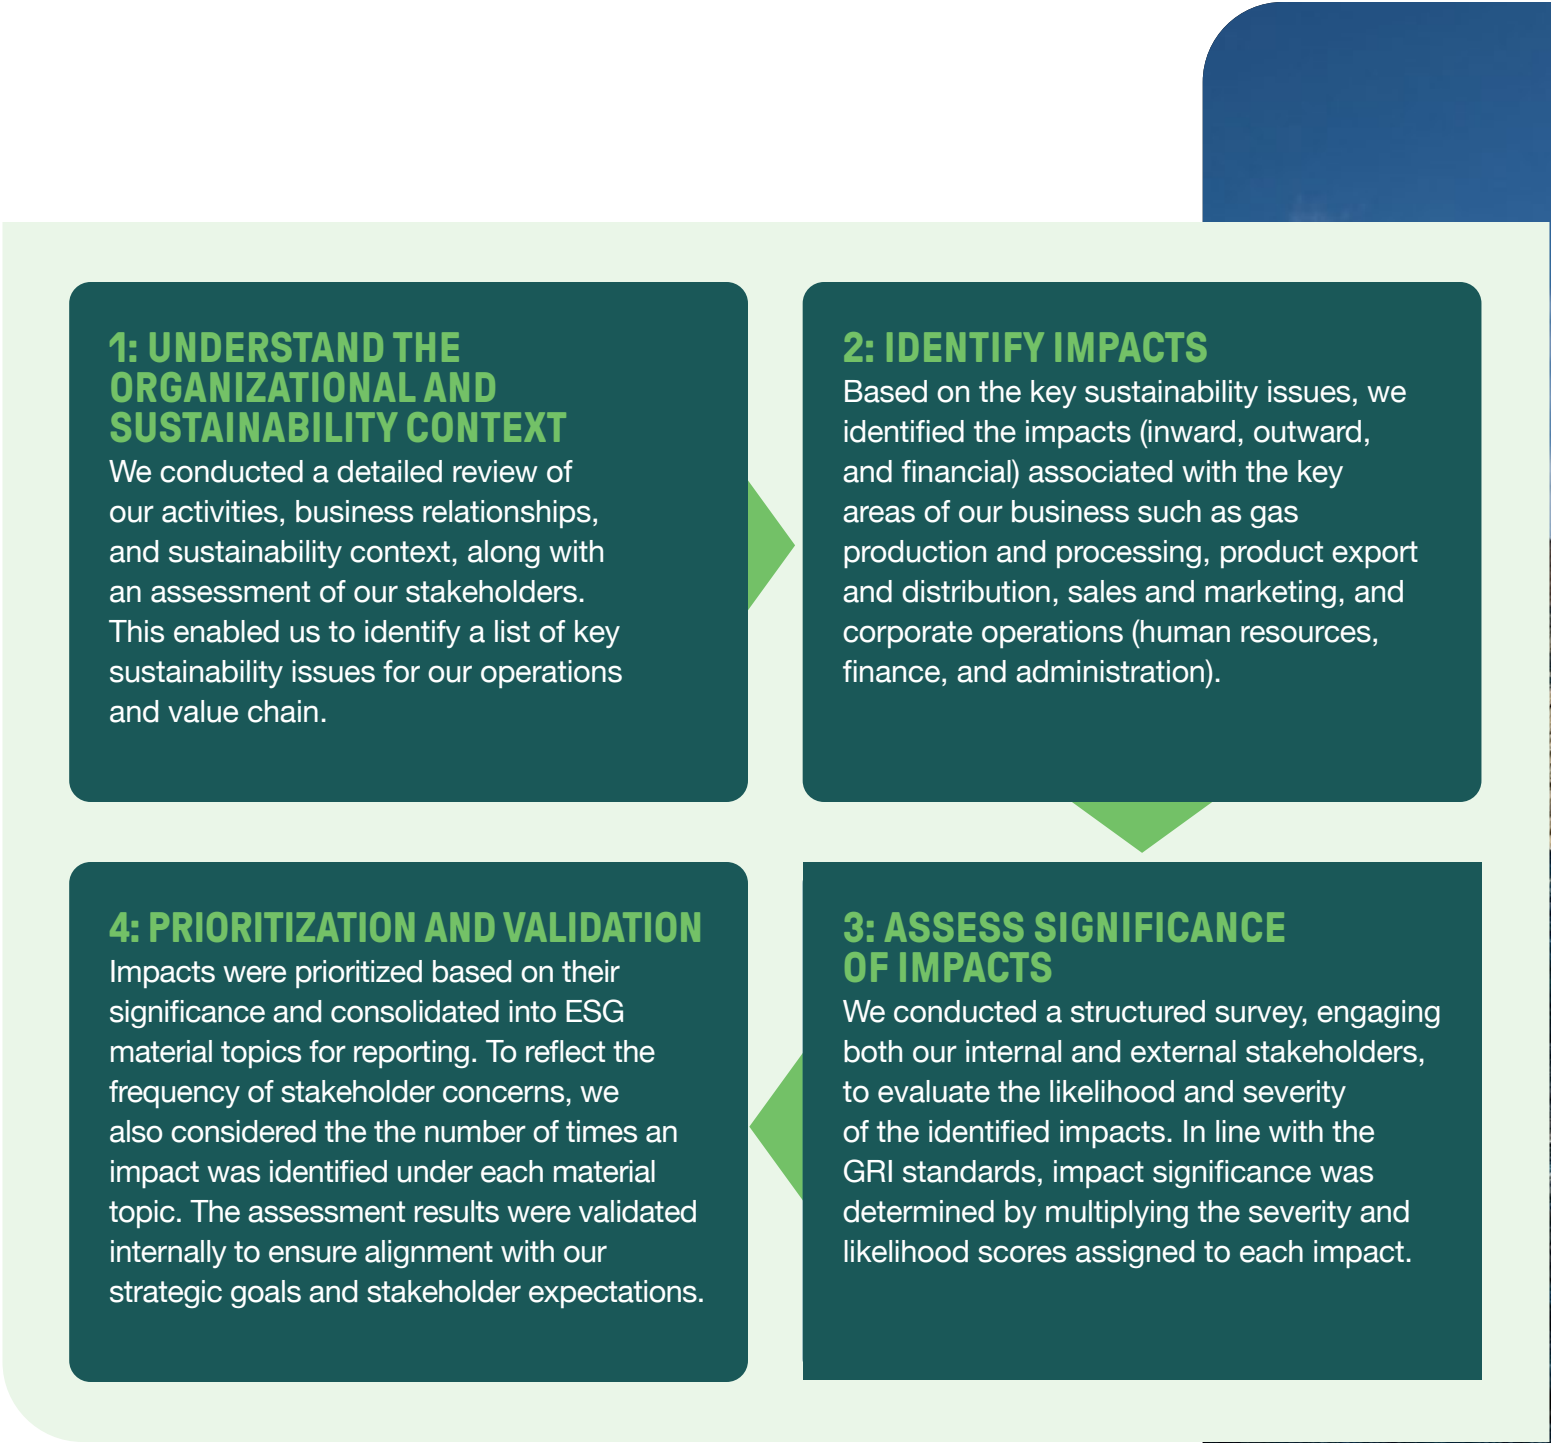 1: UNDERSTAND THE
ORGANIZATIONAL AND
SUSTAINABILITY CONTEXT
We conducted a detailed review of
our activities, business relationships,
and sustainability context, along with
an assessment of our stakeholders.
This enabled us to identify a list of key
sustainability issues for our operations
and value chain.
2: IDENTIFY IMPACTS
Based on the key sustainability issues, we
identified the impacts (inward, outward,
and financial) associated with the key
areas of our business such as gas
production and processing, product export
and distribution, sales and marketing, and
corporate operations (human resources,
finance, and administration).
3: ASSESS SIGNIFICANCE
OF IMPACTS
We conducted a structured survey, engaging
both our internal and external stakeholders,
to evaluate the likelihood and severity
of the identified impacts. In line with the
GRI standards, impact significance was
determined by multiplying the severity and
likelihood scores assigned to each impact.
4: PRIORITIZATION AND VALIDATION
Impacts were prioritized based on their
significance and consolidated into ESG
material topics for reporting. To reflect the
frequency of stakeholder concerns, we
also considered the the number of times an
impact was identified under each material
topic. The assessment results were validated
internally to ensure alignment with our
strategic goals and stakeholder expectations.